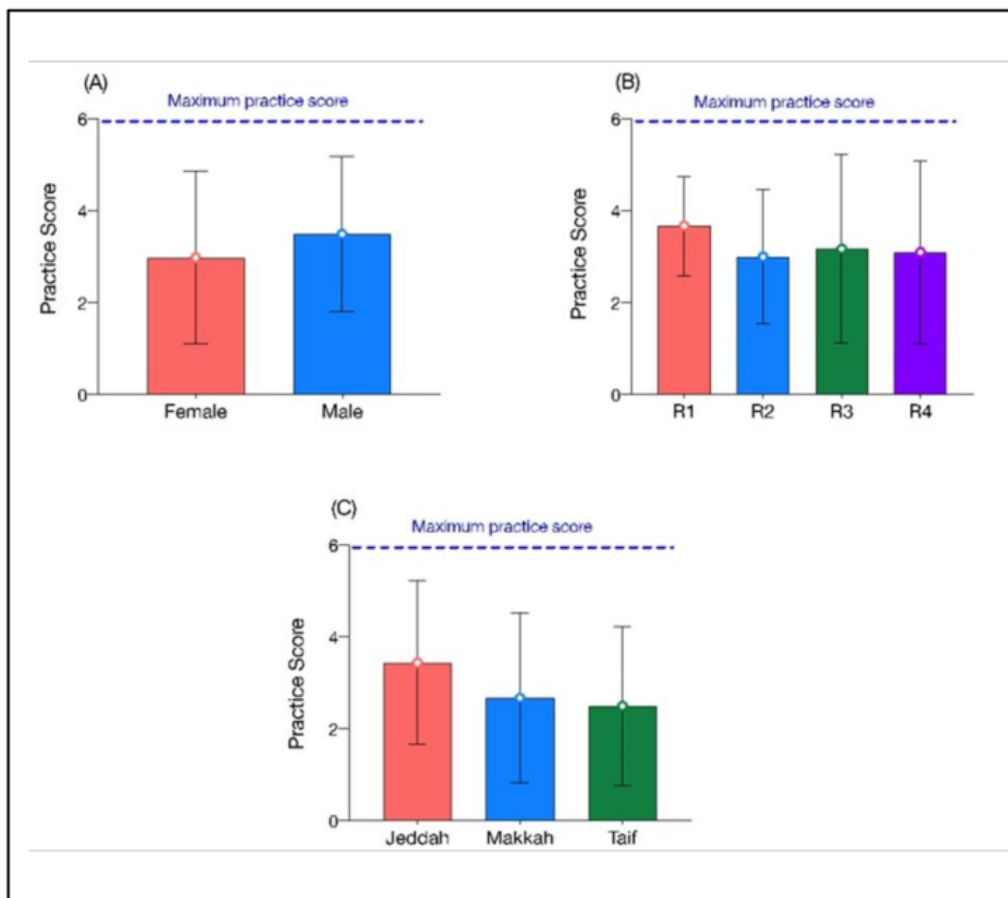 (A)
Maximum practice score
6
4
2
0
Practice Score
Female Male
(B)
Maximum practice score
6
4
2
0
Practice Score
R1 R2 R3 R4
(C)
Maximum practice score
6
4
2
0
Practice Score
Jeddah Makkah Taif